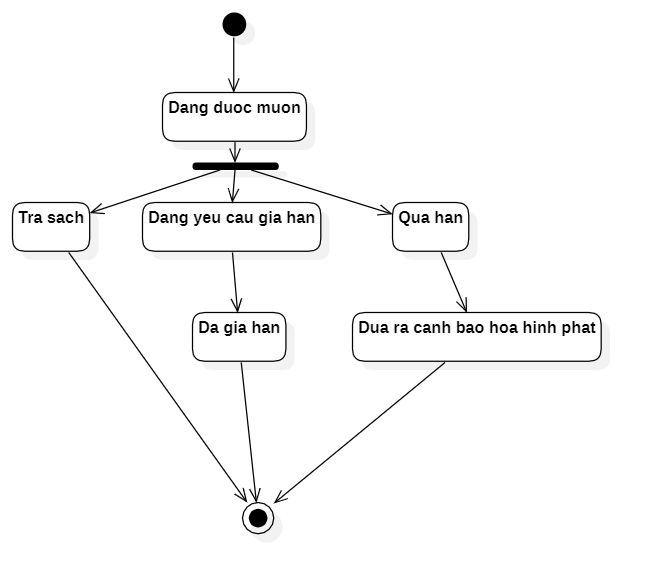 Dang duoc muon
Tra sach
Dang yeu cau gia han
Qua han
Da gia han
Dua ra canh bao hoa hinh phat